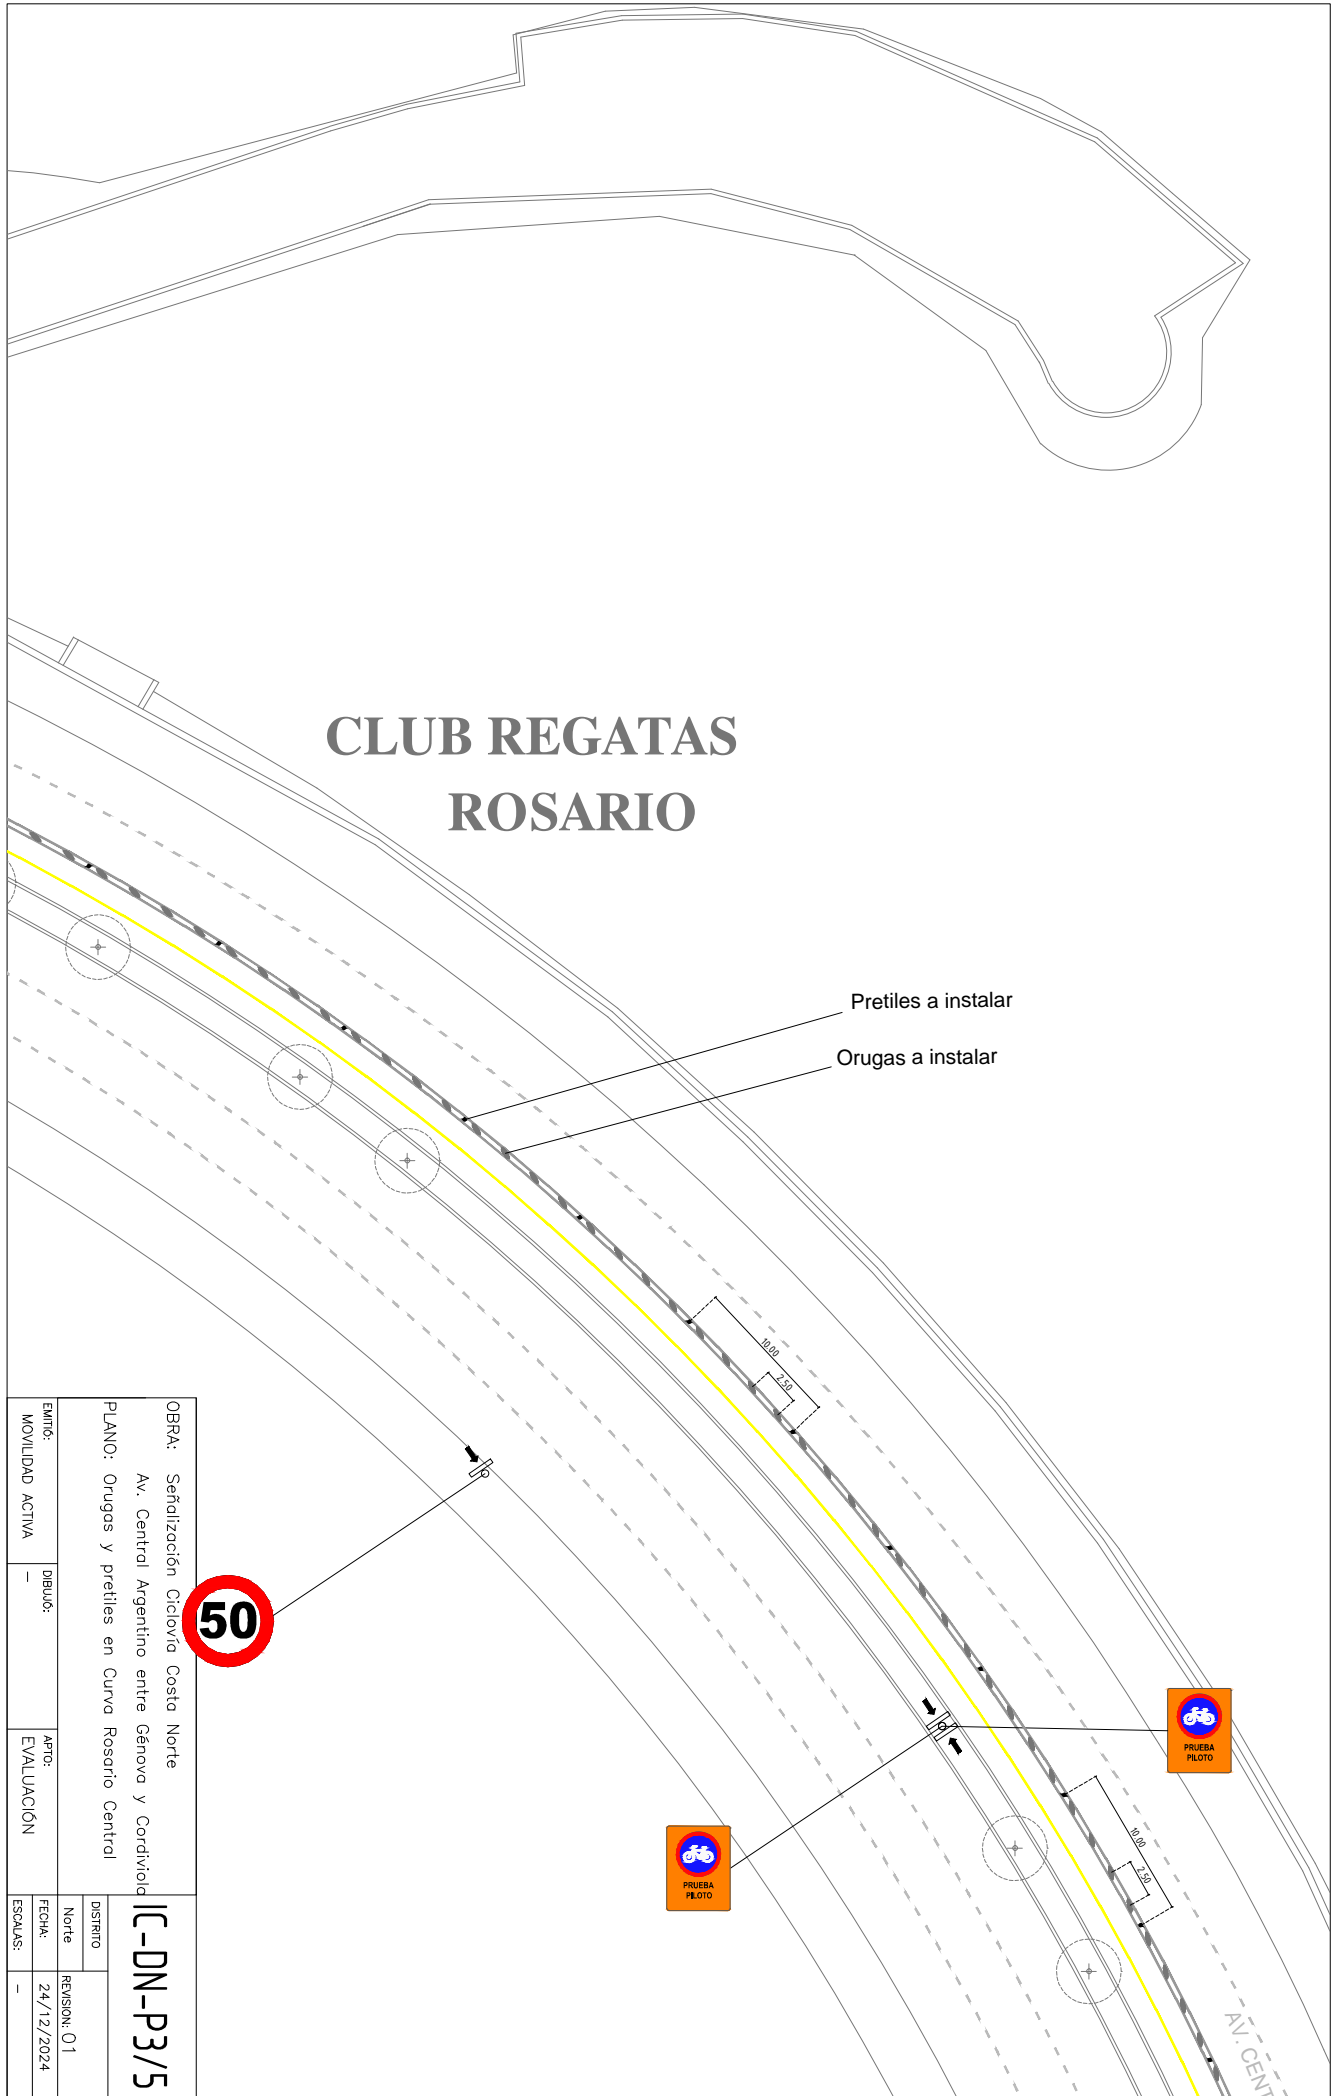 CLUB REGATAS
ROSARIO
Pretiles a instalar
Orugas a instalar
10.00
2.50
50
PRUEBA
PILOTO
PRUEBA
PILOTO
10.00
2.50
AV. CENT
OBRA: Señalización Ciclovía Costa Norte
Av. Central Argentino entre Génova y Cordiviola
PLANO: Orugas y pretiles en Curva Rosario Central
EMITIÓ:
MOVILIDAD ACTIVA
DIBUJÓ:
–
APTO:
EVALUACIÓN
IC-DN-P3/5
DISTRITO
Norte
REVISION: 01
FECHA:
24/12/2024
ESCALAS:
–